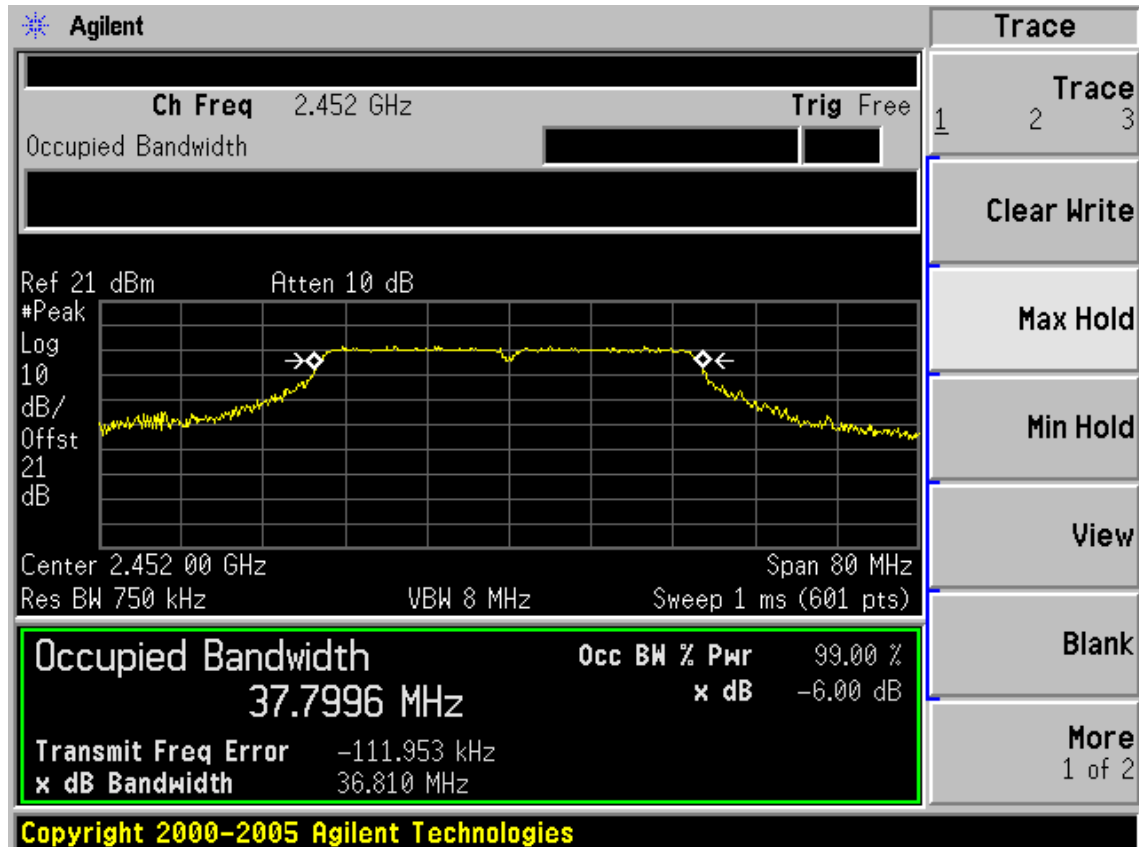 Agilent
Ch Freq 2.452 GHz Trig Free
Occupied Bandwidth
Ref 21 dBm Atten 10 dB
#Peak
Log
10
dB/
Offst
21
dB
Center 2.452 00 GHz Span 80 MHz
Res BW 750 kHz VBW 8 MHz Sweep 1 ms (601 pts)
Occupied Bandwidth
37.7996 MHz
Occ BW % Pwr 99.00 %
x dB -6.00 dB
Transmit Freq Error -111.953 kHz
x dB Bandwidth 36.810 MHz
Copyright 2000-2005 Agilent Technologies
Trace
Trace
1 2 3
Clear Write
Max Hold
Min Hold
View
Blank
More
1 of 2